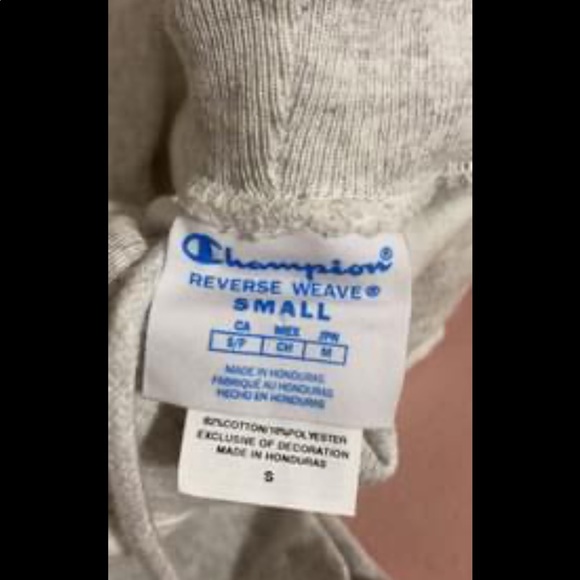 Champion®
REVERSE WEAVE®
SMALL
CA MEX JPN
S/P CH M
MADE IN HONDURAS
FABRIQUÉ AU HONDURAS
HECHO EN HONDURAS
82%COTTON/18%POLYESTER
EXCLUSIVE OF DECORATION
MADE IN HONDURAS
S